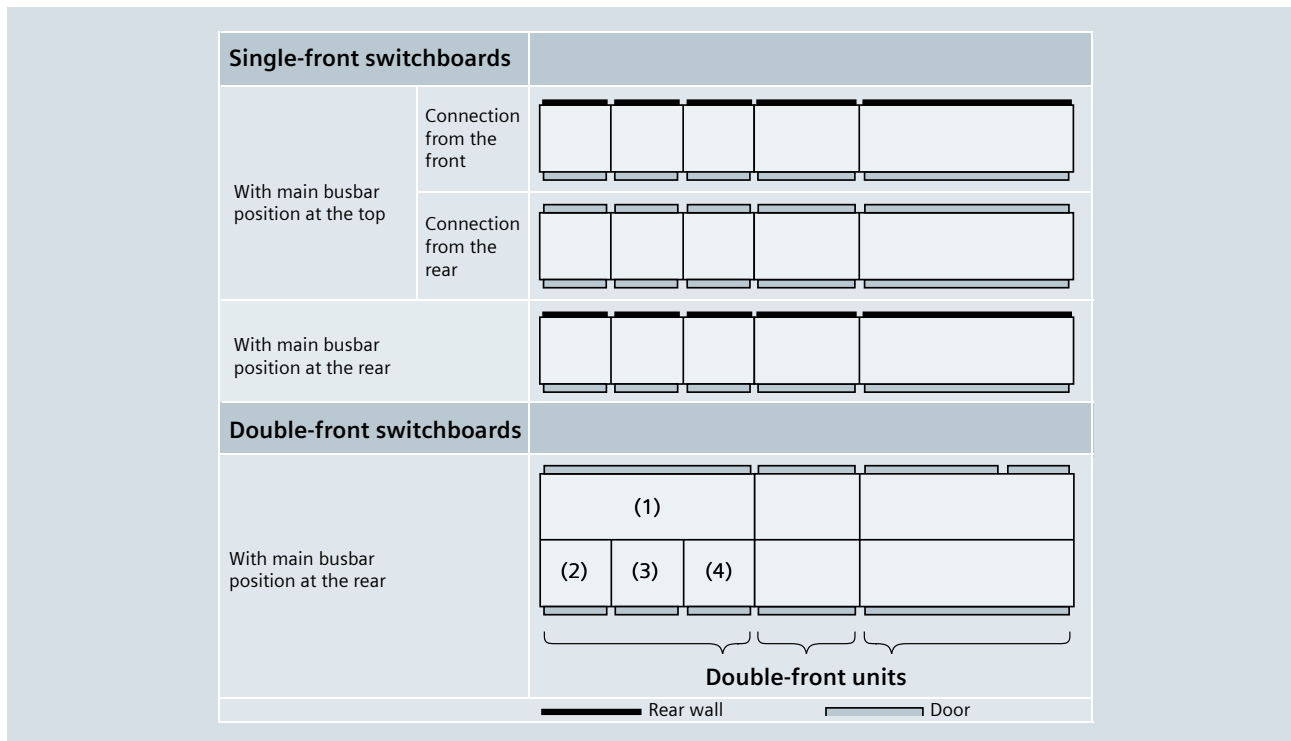 Single-front switchboards
With main busbar
position at the top
Connection
from the
front
Connection
from the
rear
With main busbar
position at the rear
Double-front switchboards
With main busbar
position at the rear
(1)
(2) (3) (4)
Double-front units
Rear wall Door